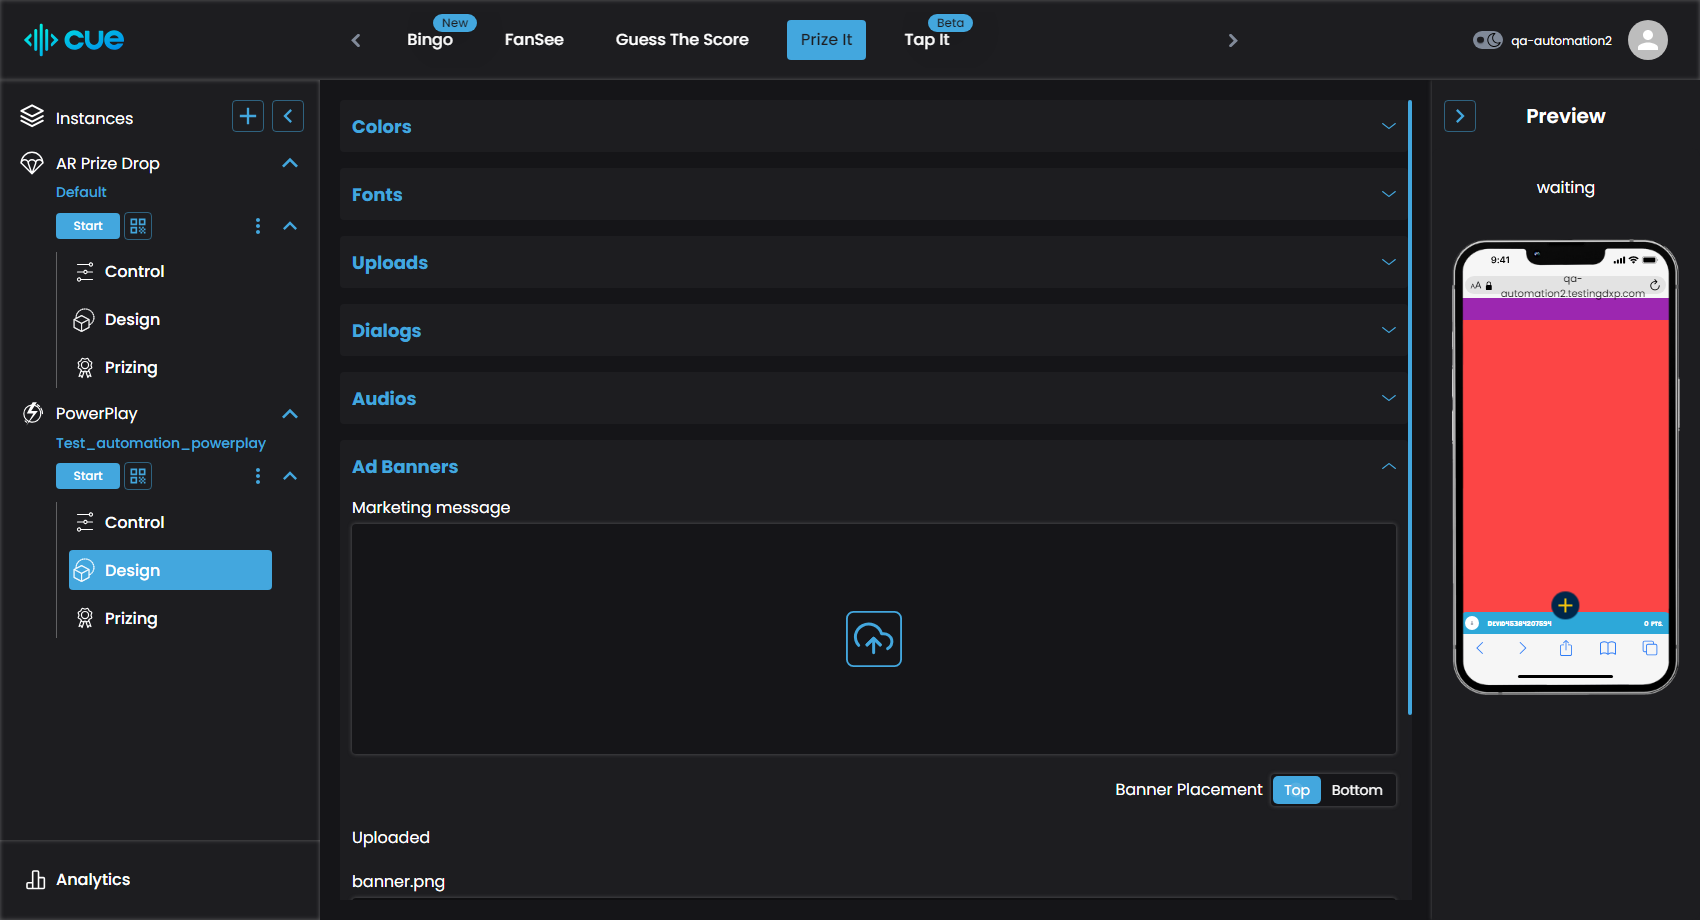 cue
New
Bingo
FanSee
Guess The Score
Prize It
Beta
Tap It
qa-automation2
Instances
AR Prize Drop
Default
Start
Control
Design
Prizing
PowerPlay
Test_automation_powerplay
Start
Control
Design
Prizing
Analytics
Colors
Fonts
Uploads
Dialogs
Audios
Ad Banners
Marketing message
Banner Placement
Top
Bottom
Uploaded
banner.png
Preview
waiting
9:41
AA
qa-
automation2.testingdxp.com
0 PTS.